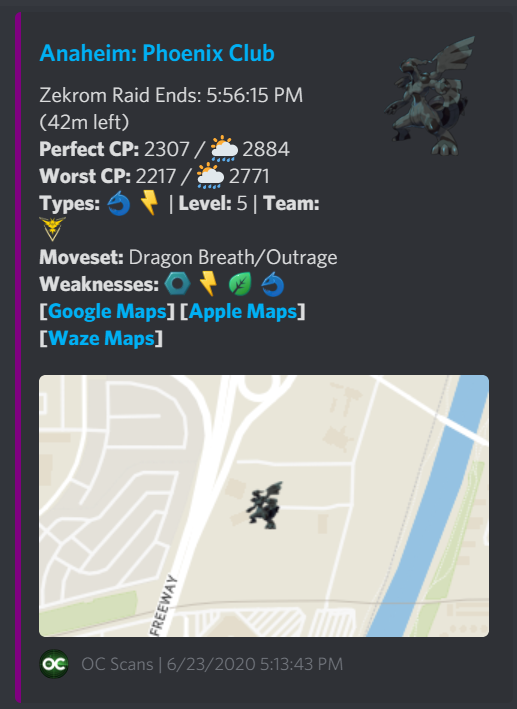 Anaheim: Phoenix Club
Zekrom Raid Ends: 5:56:15 PM
(42m left)
Perfect CP: 2307 / 2884
Worst CP: 2217 / 2771
Types: | Level: 5 | Team:
Moveset: Dragon Breath/Outrage
Weaknesses:
[Google Maps] [Apple Maps]
[Waze Maps]
FREEWAY
OC OC Scans | 6/23/2020 5:13:43 PM